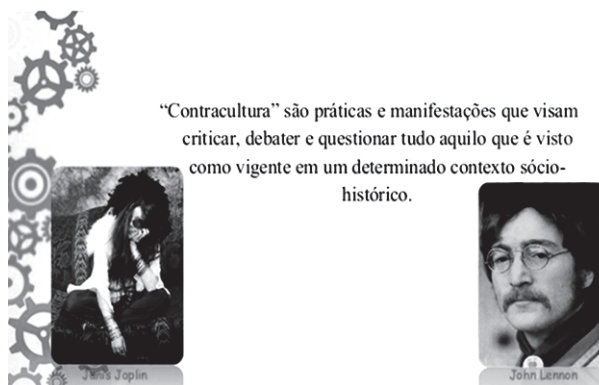 “Contracultura” são práticas e manifestações que visam
criticar, debater e questionar tudo aquilo que é visto
como vigente em um determinado contexto sócio-
histórico.
Janis Joplin
John Lennon